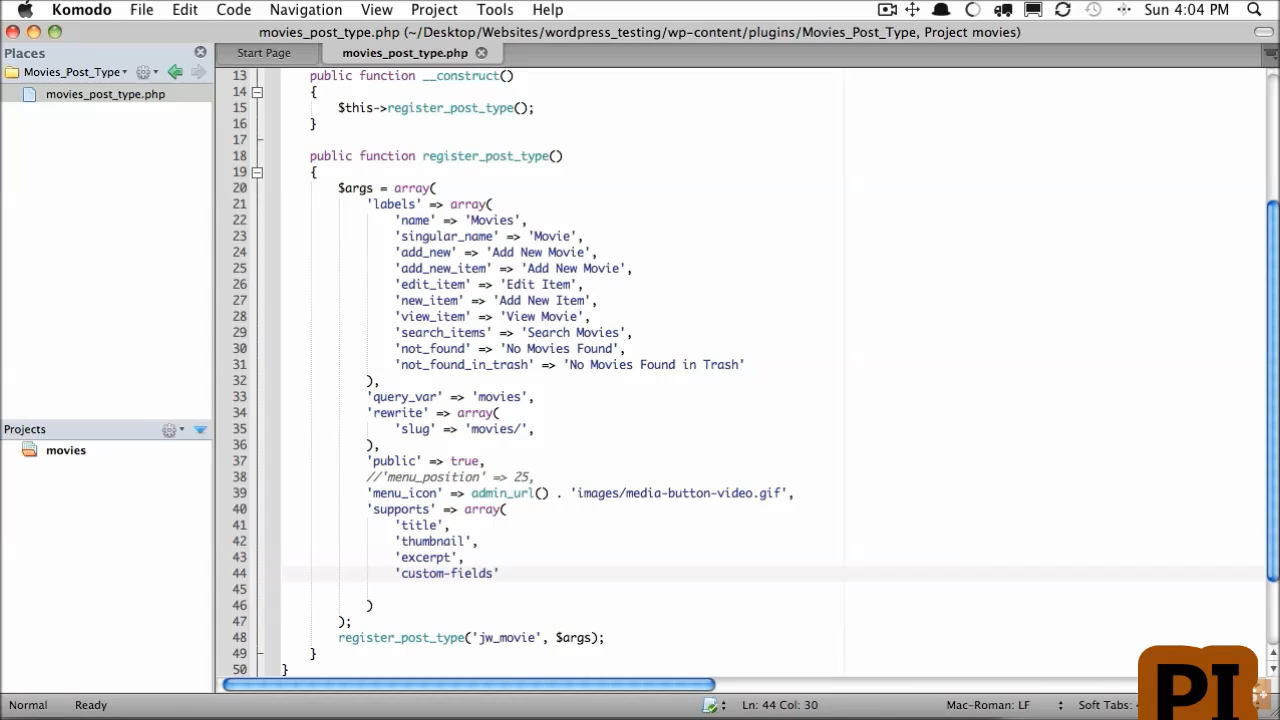 Komodo File Edit Code Navigation View Project Tools Help Sun 4:04 PM
movies_post_type.php (~/Desktop/Websites/wordpress_testing/wp-content/plugins/Movies_Post_Type, Project movies)
Places
Start Page
movies_post_type.php
Movies_Post_Type
movies_post_type.php
13 public function __construct()
14 {
15 $this->register_post_type();
16 }
17
18 public function register_post_type()
19 {
20 $args = array(
21 'labels' => array(
22 'name' => 'Movies',
23 'singular_name' => 'Movie',
24 'add_new' => 'Add New Movie',
25 'add_new_item' => 'Add New Movie',
26 'edit_item' => 'Edit Item',
27 'new_item' => 'Add New Item',
28 'view_item' => 'View Movie',
29 'search_items' => 'Search Movies',
30 'not_found' => 'No Movies Found',
31 'not_found_in_trash' => 'No Movies Found in Trash'
32 ),
33 'query_var' => 'movies',
34 'rewrite' => array(
35 'slug' => 'movies/',
36 ),
37 'public' => true,
38 //'menu_position' => 25,
39 'menu_icon' => admin_url() . 'images/media-button-video.gif',
40 'supports' => array(
41 'title',
42 'thumbnail',
43 'excerpt',
44 'custom-fields'
45
46 )
47 );
48 register_post_type('jw_movie', $args);
49 }
50 }
Projects
movies
Normal Ready Ln: 44 Col: 30 Mac-Roman: LF Soft Tabs:
PI